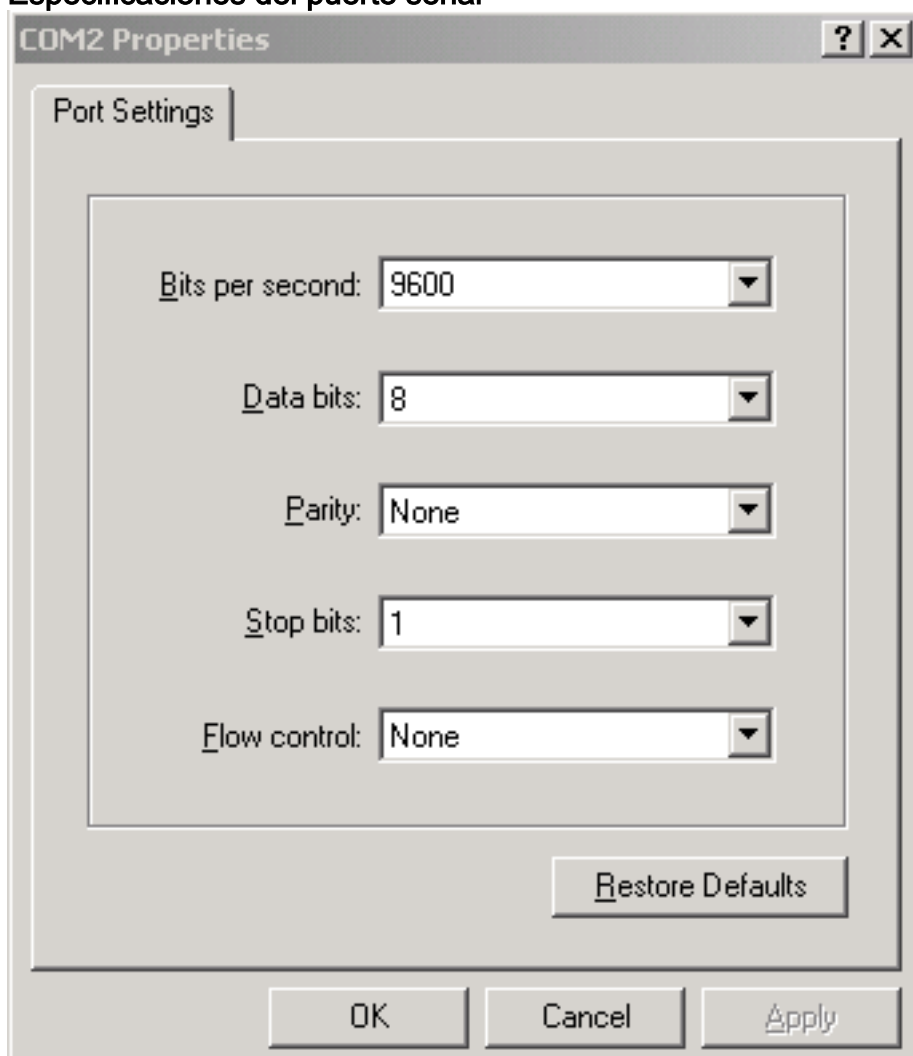 Especificaciones del puerto serial
COM2 Properties
? X
Port Settings
Bits per second: 9600
Data bits: 8
Parity: None
Stop bits: 1
Flow control: None
Restore Defaults
OK Cancel Apply